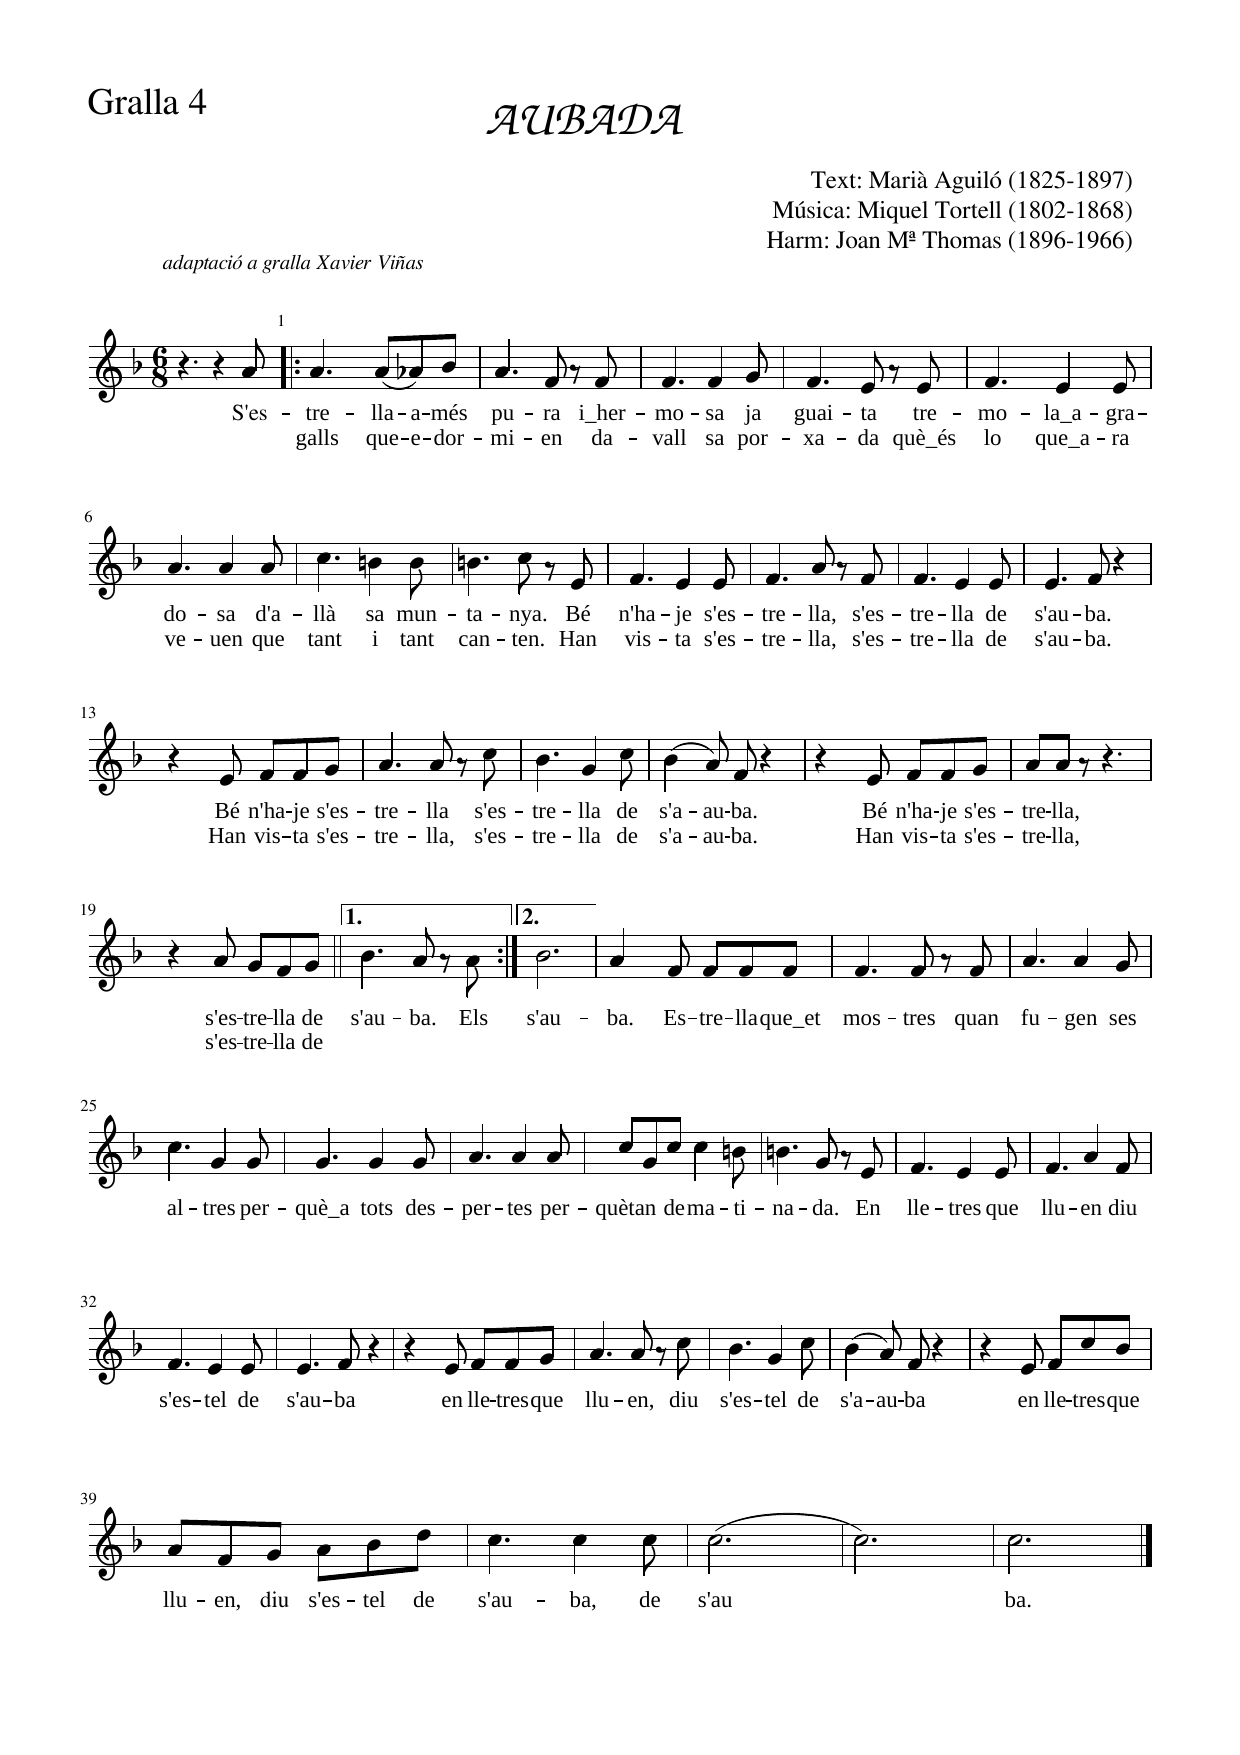 Gralla 4
AUBADA
Text: Marià Aguiló (1825-1897)
Música: Miquel Tortell (1802-1868)
Harm: Joan Mª Thomas (1896-1966)
adaptació a gralla Xavier Viñas
1
6
8
S'es – tre – lla–a–més pu – ra i_her – mo – sa ja guai – ta tre – mo – la_a – gra–
galls que–e–dor – mi – en da – vall sa por – xa – da què_és lo que_a – ra
6
do – sa d'a – llà sa mun – ta – nya. Bé n'ha – je s'es – tre – lla, s'es – tre – lla de s'au – ba.
ve – uen que tant i tant can – ten. Han vis – ta s'es – tre – lla, s'es – tre – lla de s'au – ba.
13
Bé n'ha-je s'es – tre – lla s'es – tre – lla de s'a – au-ba. Bé n'ha-je s'es – tre-lla,
Han vis–ta s'es – tre – lla, s'es – tre – lla de s'a – au-ba. Han vis–ta s'es – tre-lla,
19
1. 2.
s'es–tre–lla de s'au – ba. Els s'au – ba. Es–tre–lla que_et mos – tres quan fu – gen ses
s'es–tre–lla de
25
al – tres per – què_a tots des – per – tes per – què tan de ma – ti – na – da. En lle – tres que llu – en diu
32
s'es–tel de s'au–ba en lle–tres que llu – en, diu s'es–tel de s'a–au-ba en lle–tres que
39
llu – en, diu s'es – tel de s'au – ba, de s'au ba.